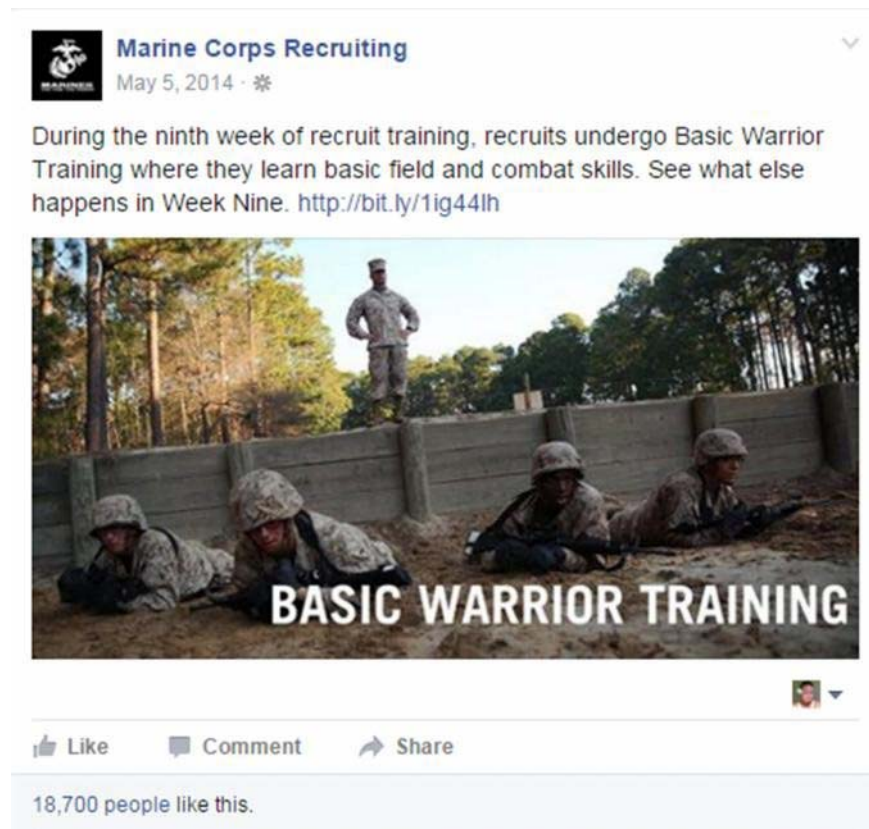 Marine Corps Recruiting
May 5, 2014 ·
During the ninth week of recruit training, recruits undergo Basic Warrior
Training where they learn basic field and combat skills. See what else
happens in Week Nine. http://bit.ly/1ig44lh
MARINES
BASIC WARRIOR TRAINING
Like Comment Share
18,700 people like this.